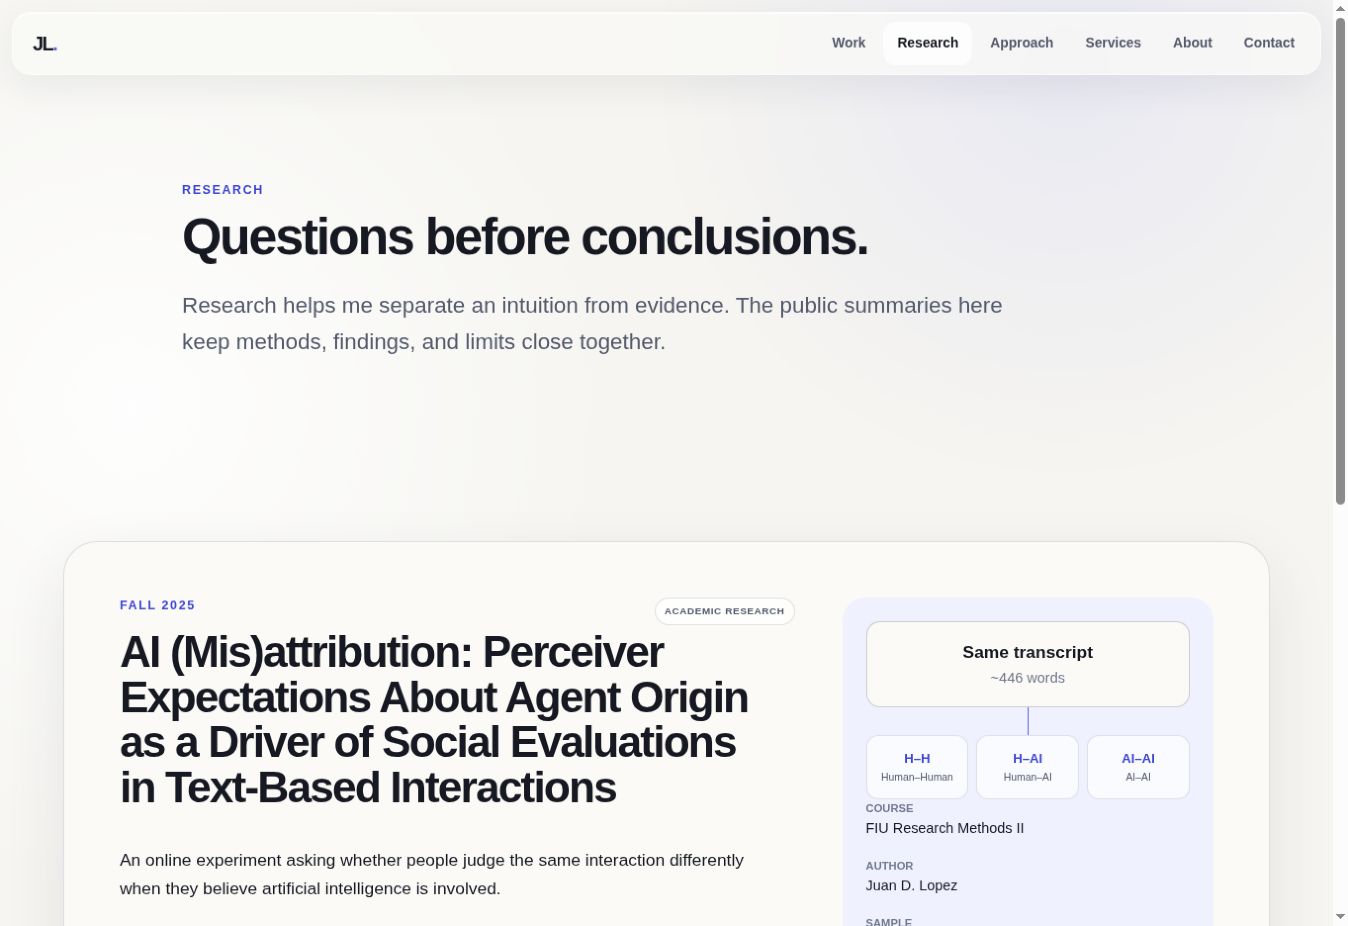 JL.
Work Research Approach Services About Contact
RESEARCH
Questions before conclusions.
Research helps me separate an intuition from evidence. The public summaries here
keep methods, findings, and limits close together.
FALL 2025
ACADEMIC RESEARCH
AI (Mis)attribution: Perceiver
Expectations About Agent Origin
as a Driver of Social Evaluations
in Text-Based Interactions
An online experiment asking whether people judge the same interaction differently
when they believe artificial intelligence is involved.
Same transcript
~446 words
H–H
Human–Human
H–AI
Human–AI
AI–AI
AI–AI
COURSE
FIU Research Methods II
AUTHOR
Juan D. Lopez
SAMPLE